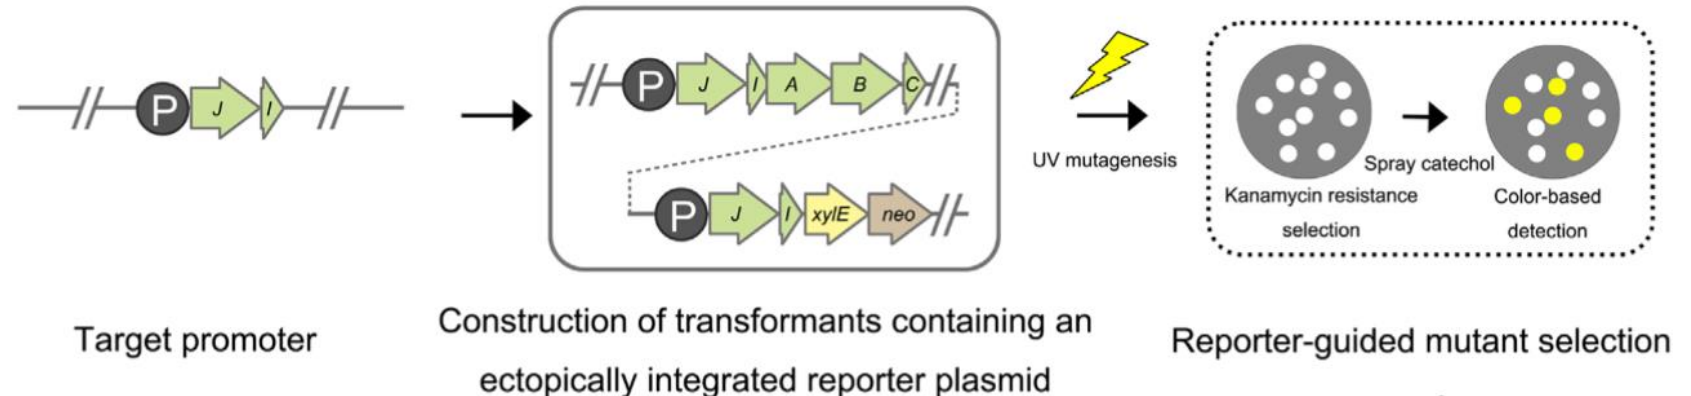 P J I
P J I A B C
P J I xylE neo
UV mutagenesis
Spray catechol
Kanamycin resistance
selection
Color-based
detection
Target promoter
Construction of transformants containing an
ectopically integrated reporter plasmid
Reporter-guided mutant selection